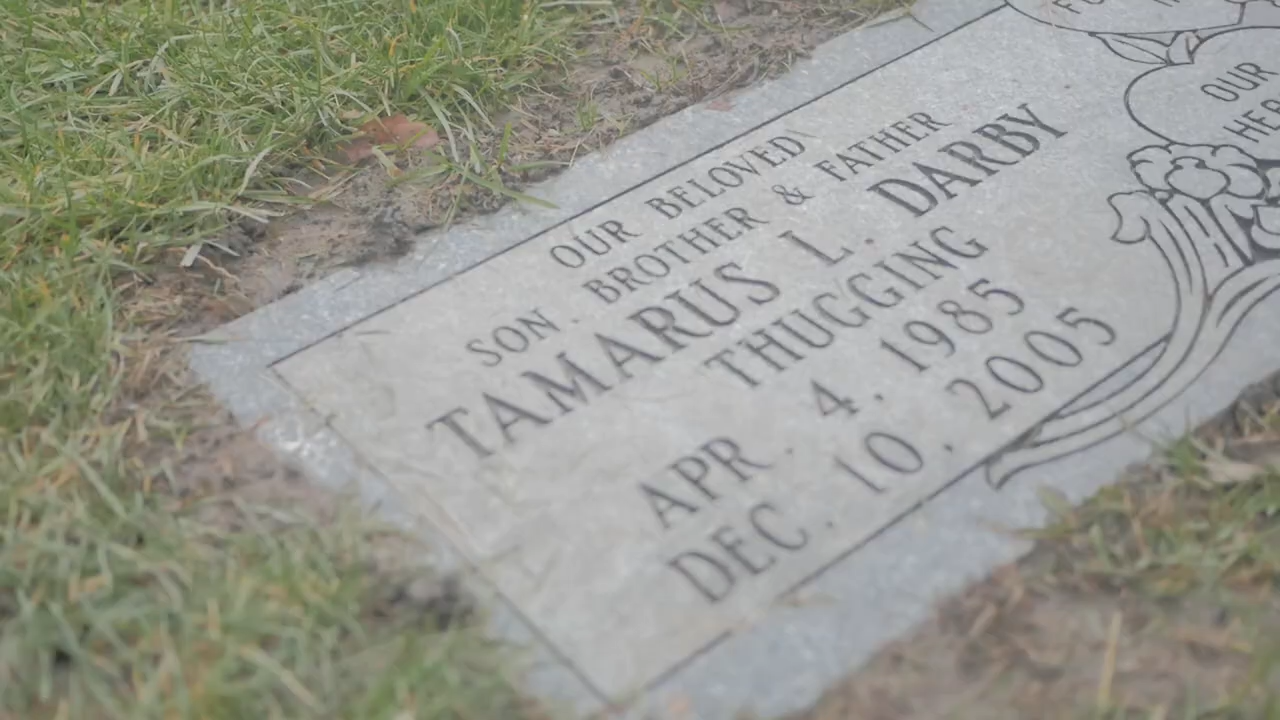 OUR BELOVED
SON. BROTHER & FATHER
TAMARUS L. DARBY
THUGGING
APR. 4. 1985
DEC. 10. 2005
OUR